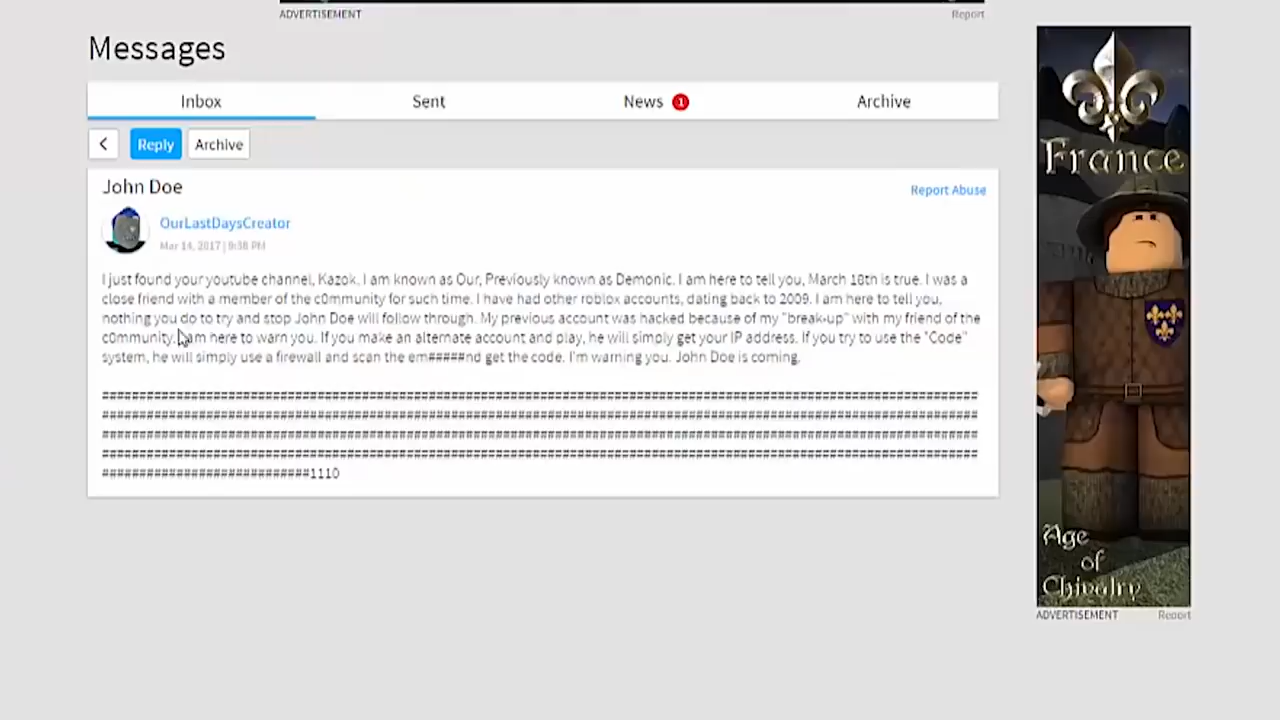 ADVERTISEMENT Report
Messages
Inbox Sent News 1 Archive
< Reply Archive
John Doe
Report Abuse
OurLastDaysCreator
Mar 14, 2017 | 9:38 PM
I just found your youtube channel, Kazok. I am known as Our, Previously known as Demonic. I am here to tell you, March 18th is true. I was a
close friend with a member of the c0mmunity for such time. I have had other roblox accounts, dating back to 2009. I am here to tell you,
nothing you do to try and stop John Doe will follow through. My previous account was hacked because of my "break-up" with my friend of the
c0mmunity. I am here to warn you. If you make an alternate account and play, he will simply get your IP address. If you try to use the "Code"
system, he will simply use a firewall and scan the em#####nd get the code. I'm warning you. John Doe is coming.
###########################1110
France
Age
of
Chivalry
ADVERTISEMENT Report